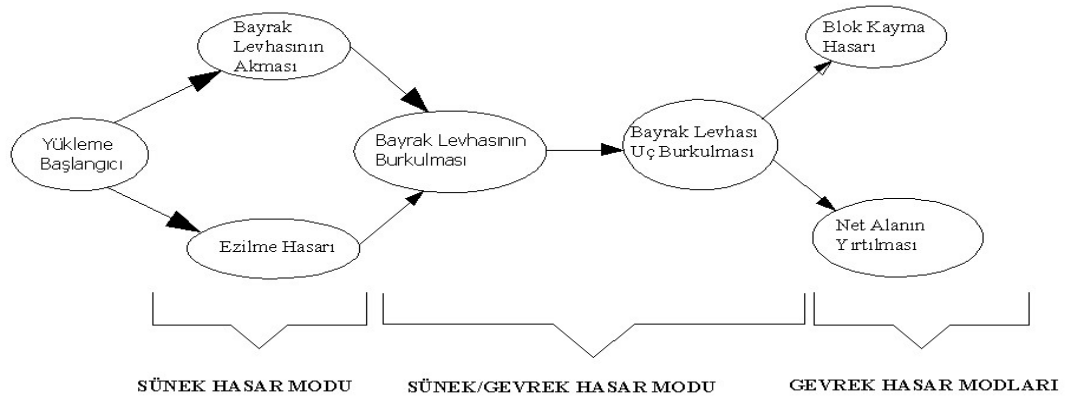 Bayrak
Levhasının
Akması
Blok Kayma
Hasarı
Yükleme
Başlangıcı
Bayrak Levhasının
Burkulması
Bayrak Levhası
Uç Burkulması
Ezilme Hasarı
Net Alanın
Yırtılması
SÜNEK HASAR MODU
SÜNEK/GEVREK HASAR MODU
GEVREK HASAR MODLARI